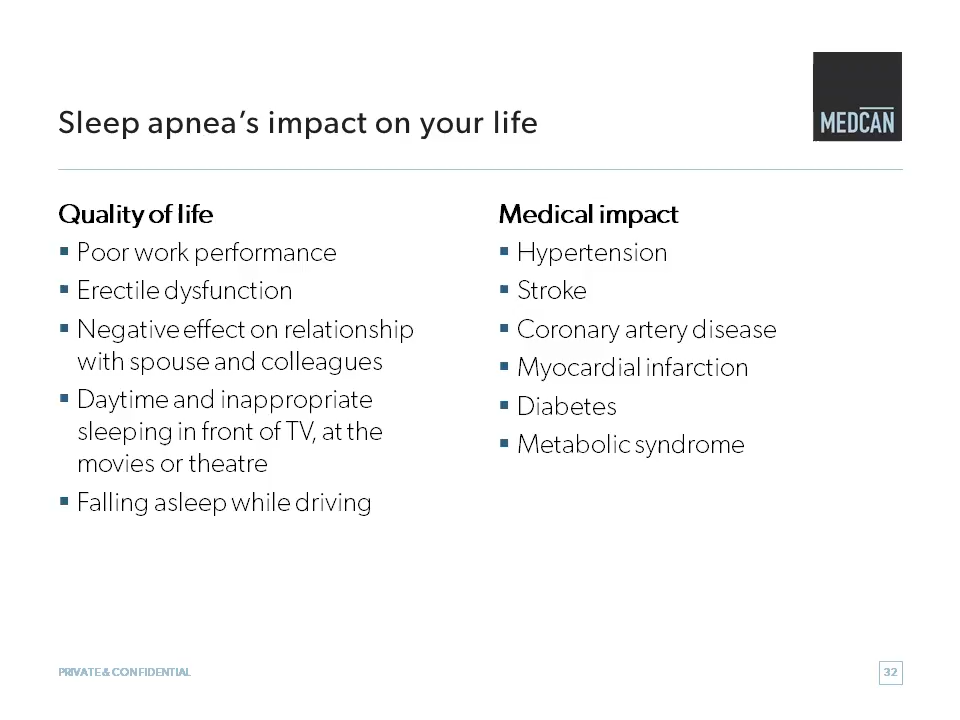 MEDCAN
Sleep apnea’s impact on your life
Quality of life
▪ Poor work performance
▪ Erectile dysfunction
▪ Negative effect on relationship
with spouse and colleagues
▪ Daytime and inappropriate
sleeping in front of TV, at the
movies or theatre
▪ Falling asleep while driving
Medical impact
▪ Hypertension
▪ Stroke
▪ Coronary artery disease
▪ Myocardial infarction
▪ Diabetes
▪ Metabolic syndrome
PRIVATE & CONFIDENTIAL
32